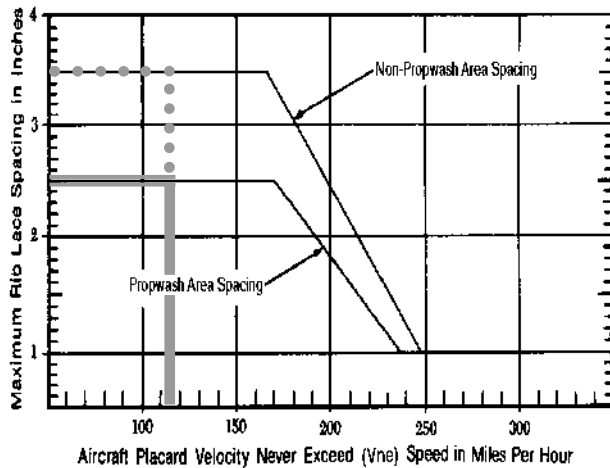 Maximum Rib Lace Spacing in Inches
4
3
2
1
Non-Propwash Area Spacing
Propwash Area Spacing
100 150 200 250 300
Aircraft Placard Velocity Never Exceed (Vne) Speed in Miles Per Hour